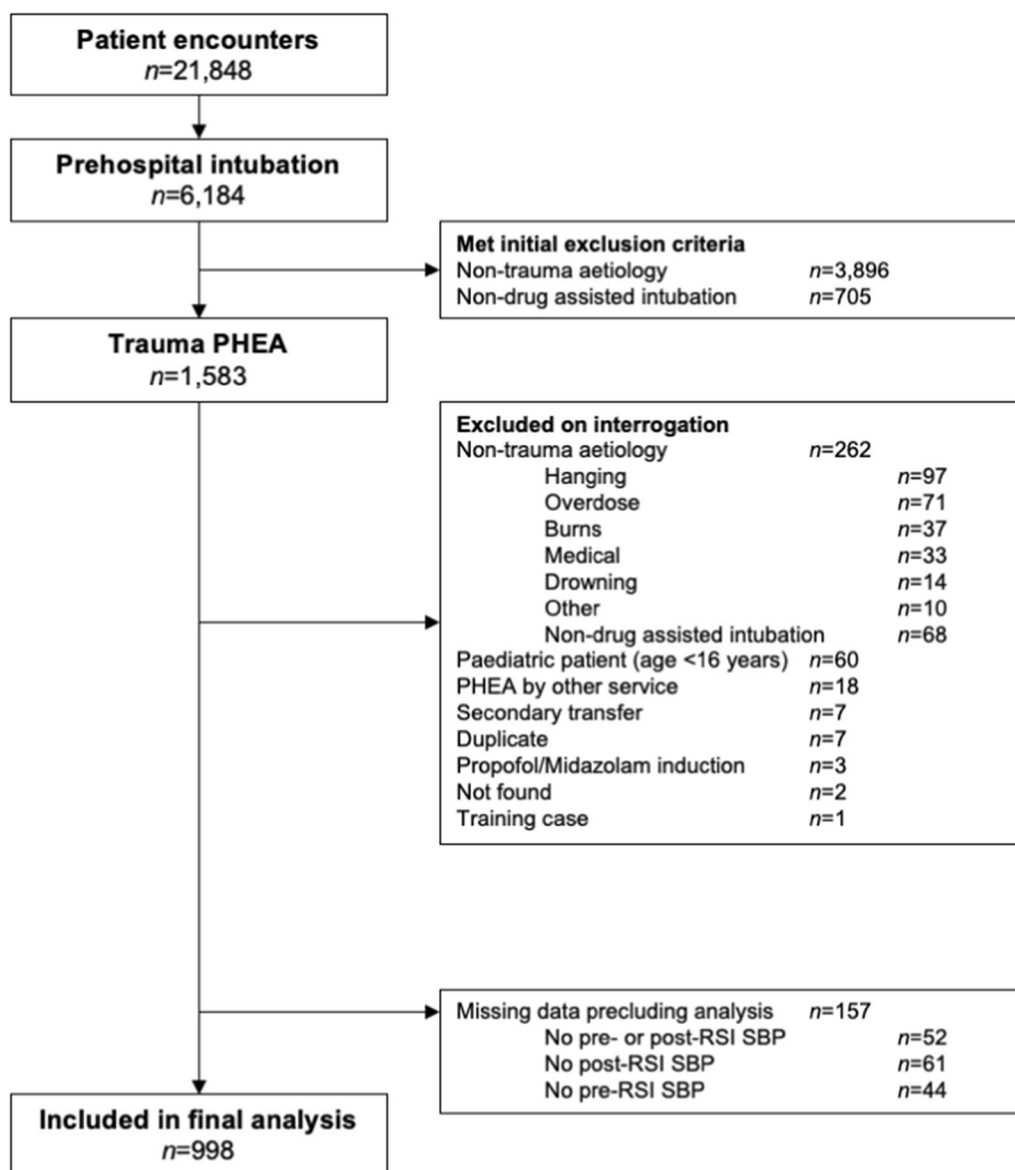 Patient encounters
n=21,848
Prehospital intubation
n=6,184
Met initial exclusion criteria
Non-trauma aetiology n=3,896
Non-drug assisted intubation n=705
Trauma PHEA
n=1,583
Excluded on interrogation
Non-trauma aetiology n=262
Hanging n=97
Overdose n=71
Burns n=37
Medical n=33
Drowning n=14
Other n=10
Non-drug assisted intubation n=68
Paediatric patient (age <16 years) n=60
PHEA by other service n=18
Secondary transfer n=7
Duplicate n=7
Propofol/Midazolam induction n=3
Not found n=2
Training case n=1
Missing data precluding analysis n=157
No pre- or post-RSI SBP n=52
No post-RSI SBP n=61
No pre-RSI SBP n=44
Included in final analysis
n=998